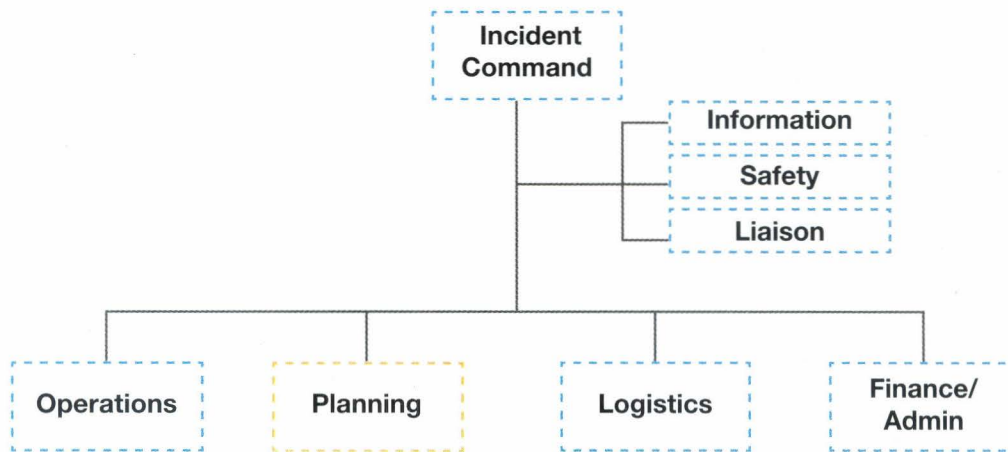 Incident
Command
Information
Safety
Liaison
Operations
Planning
Logistics
Finance/
Admin